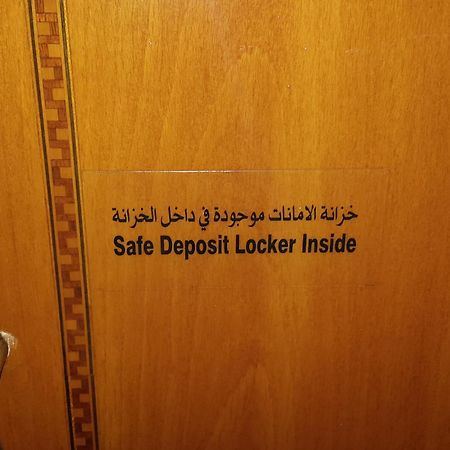 خزانة الامانات موجودة في داخل الخزانة
Safe Deposit Locker Inside